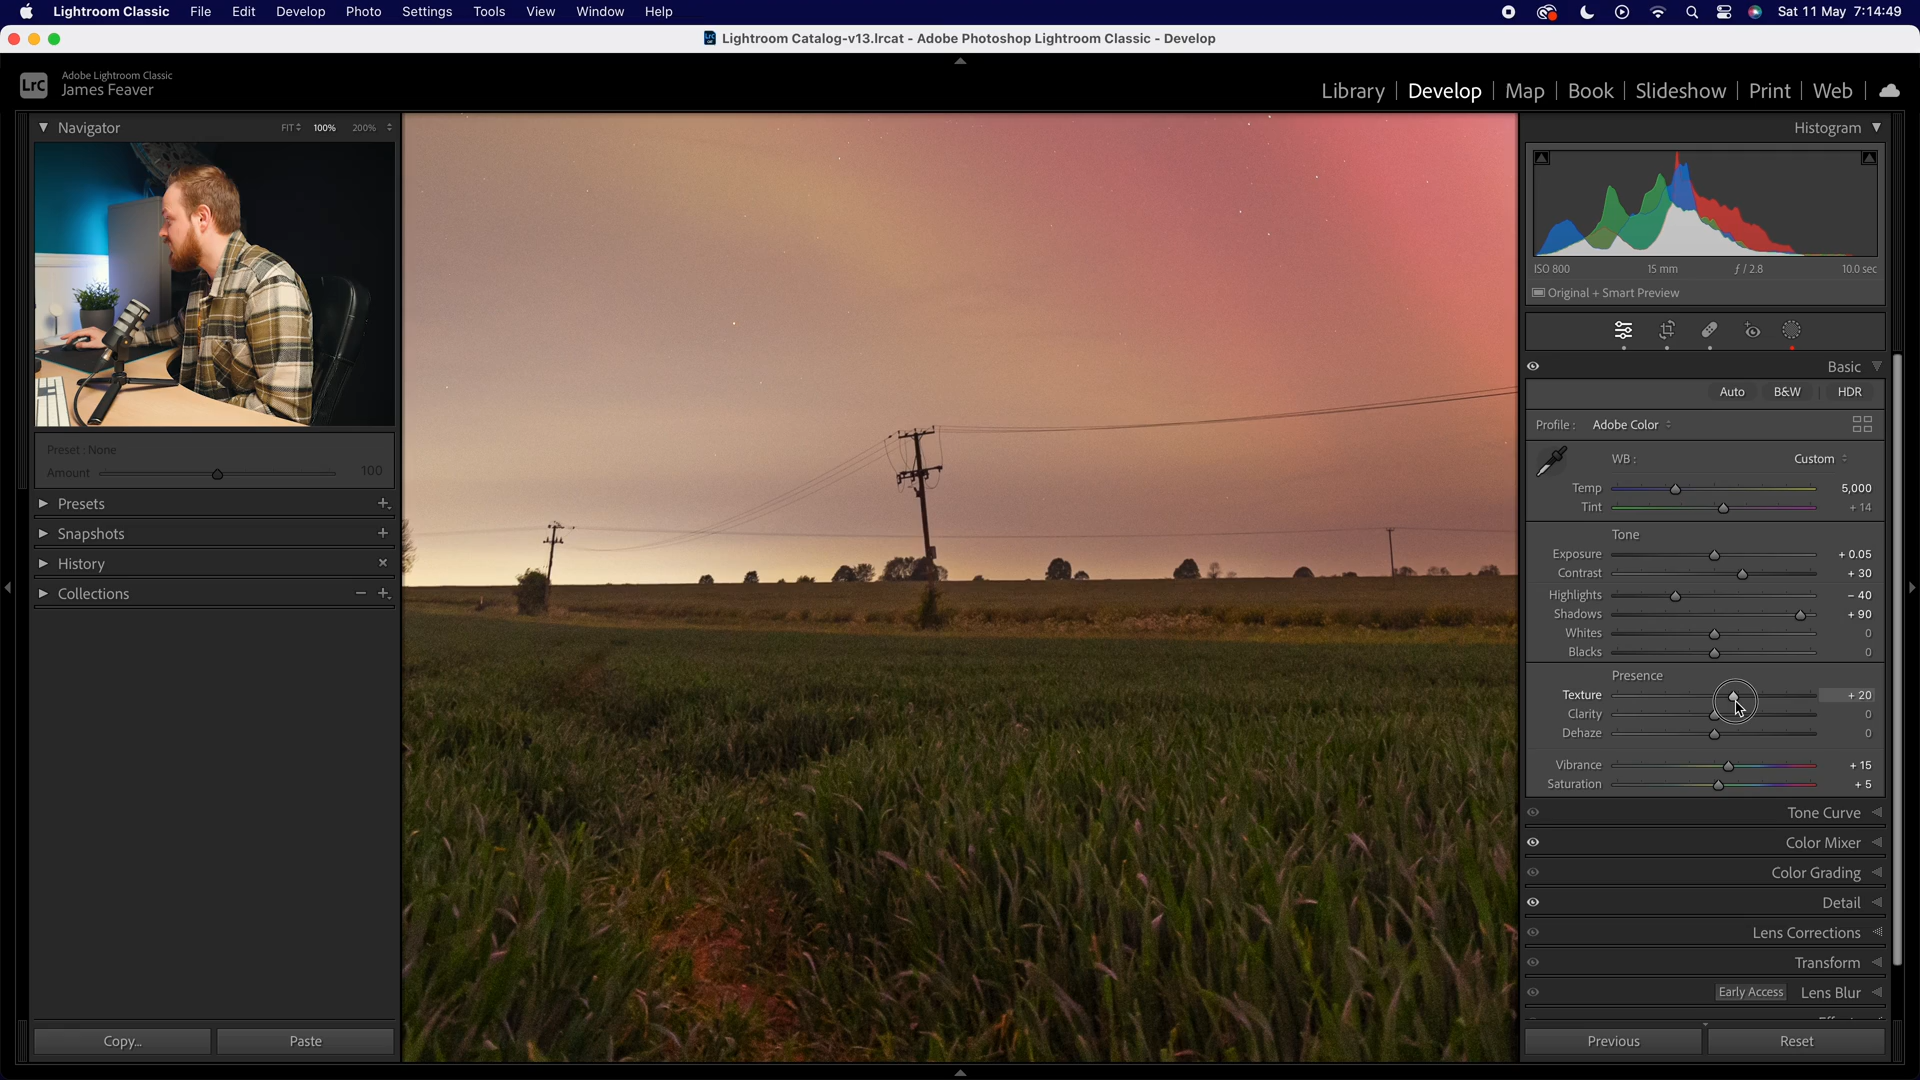 Lightroom Classic File Edit Develop Photo Settings Tools View Window Help Sat 11 May 7:14:49
Lightroom Catalog-v13.lrcat - Adobe Photoshop Lightroom Classic - Develop
LrC
Adobe Lightroom Classic
James Feaver
Library Develop Map Book Slideshow Print Web
Navigator FIT 100% 200%
Preset : None
Amount 100
Presets
Snapshots
History
Collections
Copy... Paste
Histogram
ISO 800 15 mm ƒ / 2.8 10.0 sec
Original + Smart Preview
Basic
Auto B&W HDR
Profile : Adobe Color
WB : Custom
Temp 5,000
Tint + 14
Tone
Exposure + 0.05
Contrast + 30
Highlights – 40
Shadows + 90
Whites 0
Blacks 0
Presence
Texture + 20
Clarity 0
Dehaze 0
Vibrance + 15
Saturation + 5
Tone Curve
Color Mixer
Color Grading
Detail
Lens Corrections
Transform
Early Access Lens Blur
Previous Reset